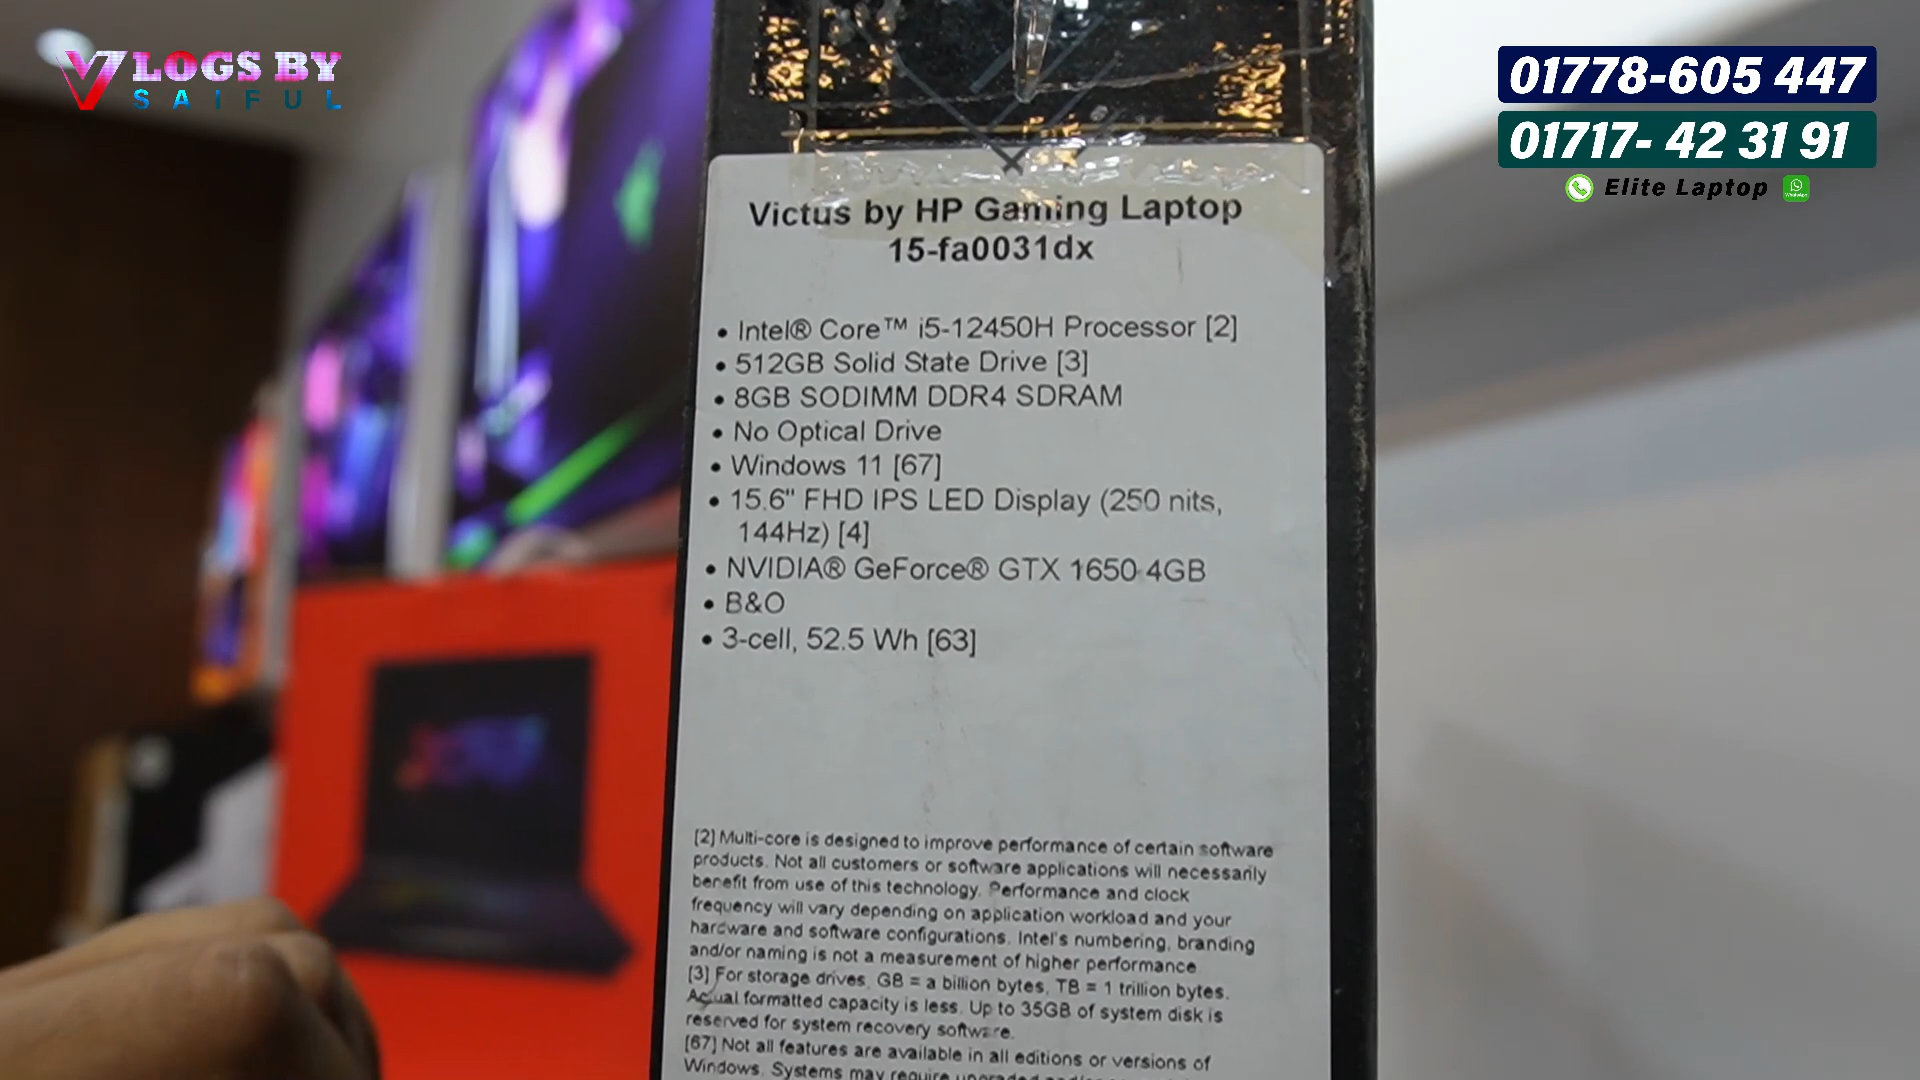 VLOGS BY
SAIFUL
01778-605 447
01717- 42 31 91
Elite Laptop
Victus by HP Gaming Laptop
15-fa0031dx
• Intel® Core™ i5-12450H Processor [2]
• 512GB Solid State Drive [3]
• 8GB SODIMM DDR4 SDRAM
• No Optical Drive
• Windows 11 [67]
• 15.6" FHD IPS LED Display (250 nits,
144Hz) [4]
• NVIDIA® GeForce® GTX 1650 4GB
• B&O
• 3-cell, 52.5 Wh [63]
[2] Multi-core is designed to improve performance of certain software
products. Not all customers or software applications will necessarily
benefit from use of this technology. Performance and clock
frequency will vary depending on application workload and your
hardware and software configurations. Intel's numbering, branding
and/or naming is not a measurement of higher performance.
[3] For storage drives, GB = a billion bytes, TB = 1 trillion bytes.
Actual formatted capacity is less. Up to 35GB of system disk is
reserved for system recovery software.
[67] Not all features are available in all editions or versions of
Windows. Systems may require upgraded